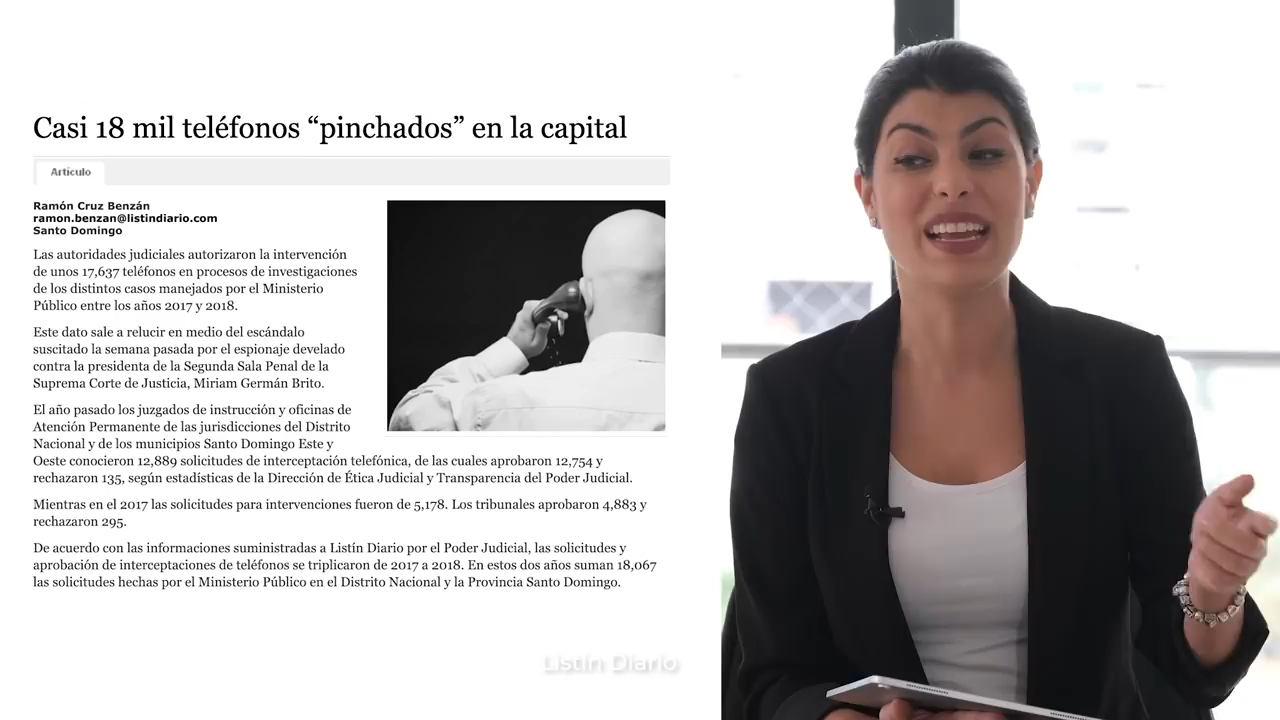 Casi 18 mil teléfonos “pinchados” en la capital
Artículo
Ramón Cruz Benzán
ramon.benzan@listindiario.com
Santo Domingo
Las autoridades judiciales autorizaron la intervención
de unos 17,637 teléfonos en procesos de investigaciones
de los distintos casos manejados por el Ministerio
Público entre los años 2017 y 2018.
Este dato sale a relucir en medio del escándalo
suscitado la semana pasada por el espionaje develado
contra la presidenta de la Segunda Sala Penal de la
Suprema Corte de Justicia, Miriam Germán Brito.
El año pasado los juzgados de instrucción y oficinas de
Atención Permanente de las jurisdicciones del Distrito
Nacional y de los municipios Santo Domingo Este y
Oeste conocieron 12,889 solicitudes de interceptación telefónica, de las cuales aprobaron 12,754 y
rechazaron 135, según estadísticas de la Dirección de Ética Judicial y Transparencia del Poder Judicial.
Mientras en el 2017 las solicitudes para intervenciones fueron de 5,178. Los tribunales aprobaron 4,883 y
rechazaron 295.
De acuerdo con las informaciones suministradas a Listín Diario por el Poder Judicial, las solicitudes y
aprobación de interceptaciones de teléfonos se triplicaron de 2017 a 2018. En estos dos años suman 18,067
las solicitudes hechas por el Ministerio Público en el Distrito Nacional y la Provincia Santo Domingo.
Listín Diario